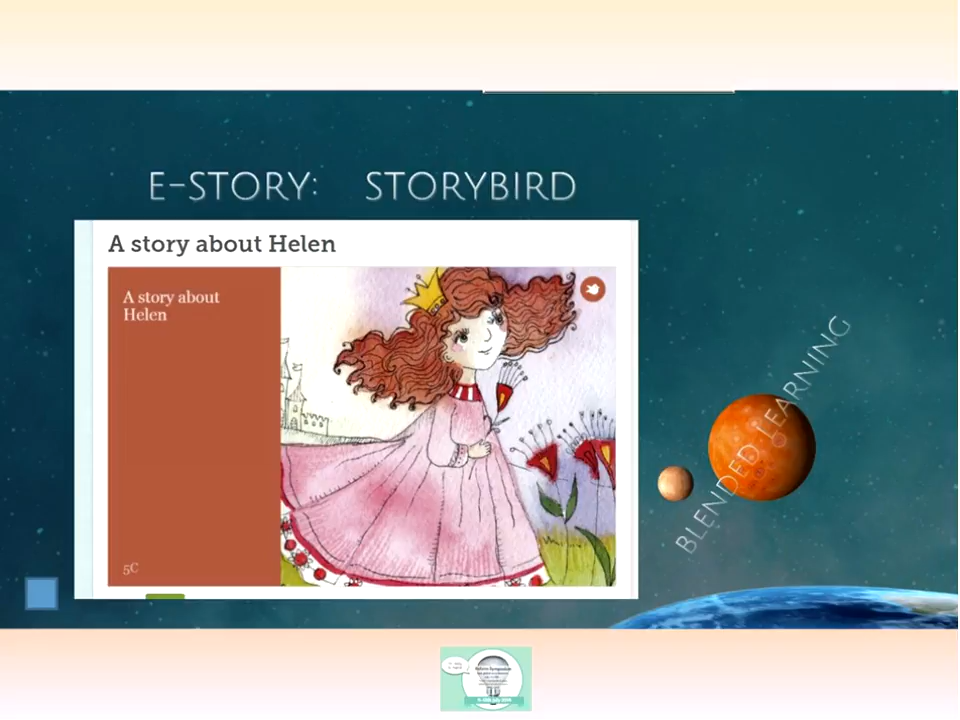 E-STORY: STORYBIRD
A story about Helen
A story about
Helen
5C
BLENDED LEARNING